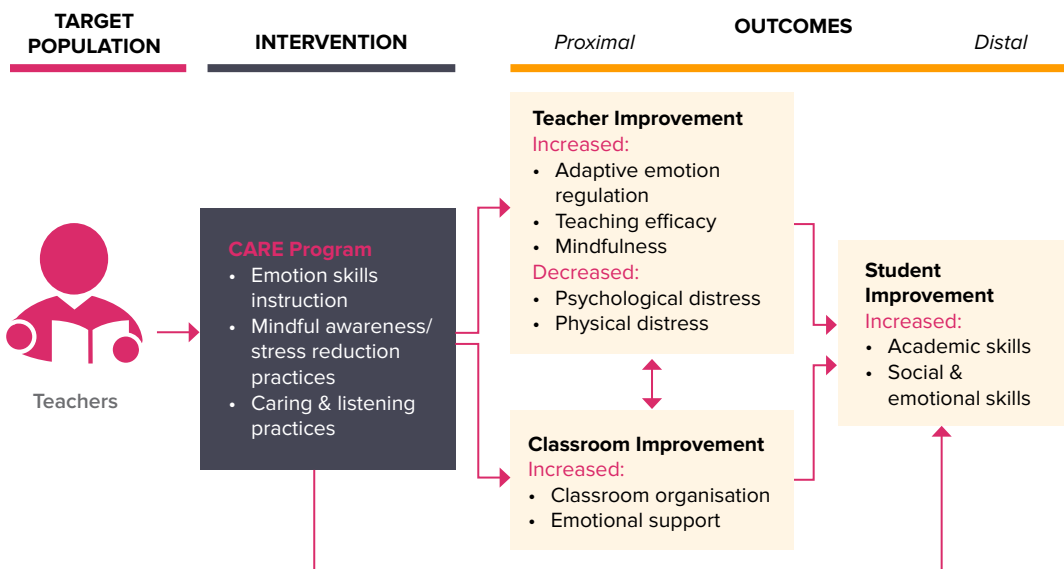 TARGET
POPULATION
INTERVENTION
OUTCOMES
Proximal
Distal
Teachers
CARE Program
• Emotion skills
instruction
• Mindful awareness/
stress reduction
practices
• Caring & listening
practices
Teacher Improvement
Increased:
• Adaptive emotion
regulation
• Teaching efficacy
• Mindfulness
Decreased:
• Psychological distress
• Physical distress
Classroom Improvement
Increased:
• Classroom organisation
• Emotional support
Student
Improvement
Increased:
• Academic skills
• Social &
emotional skills